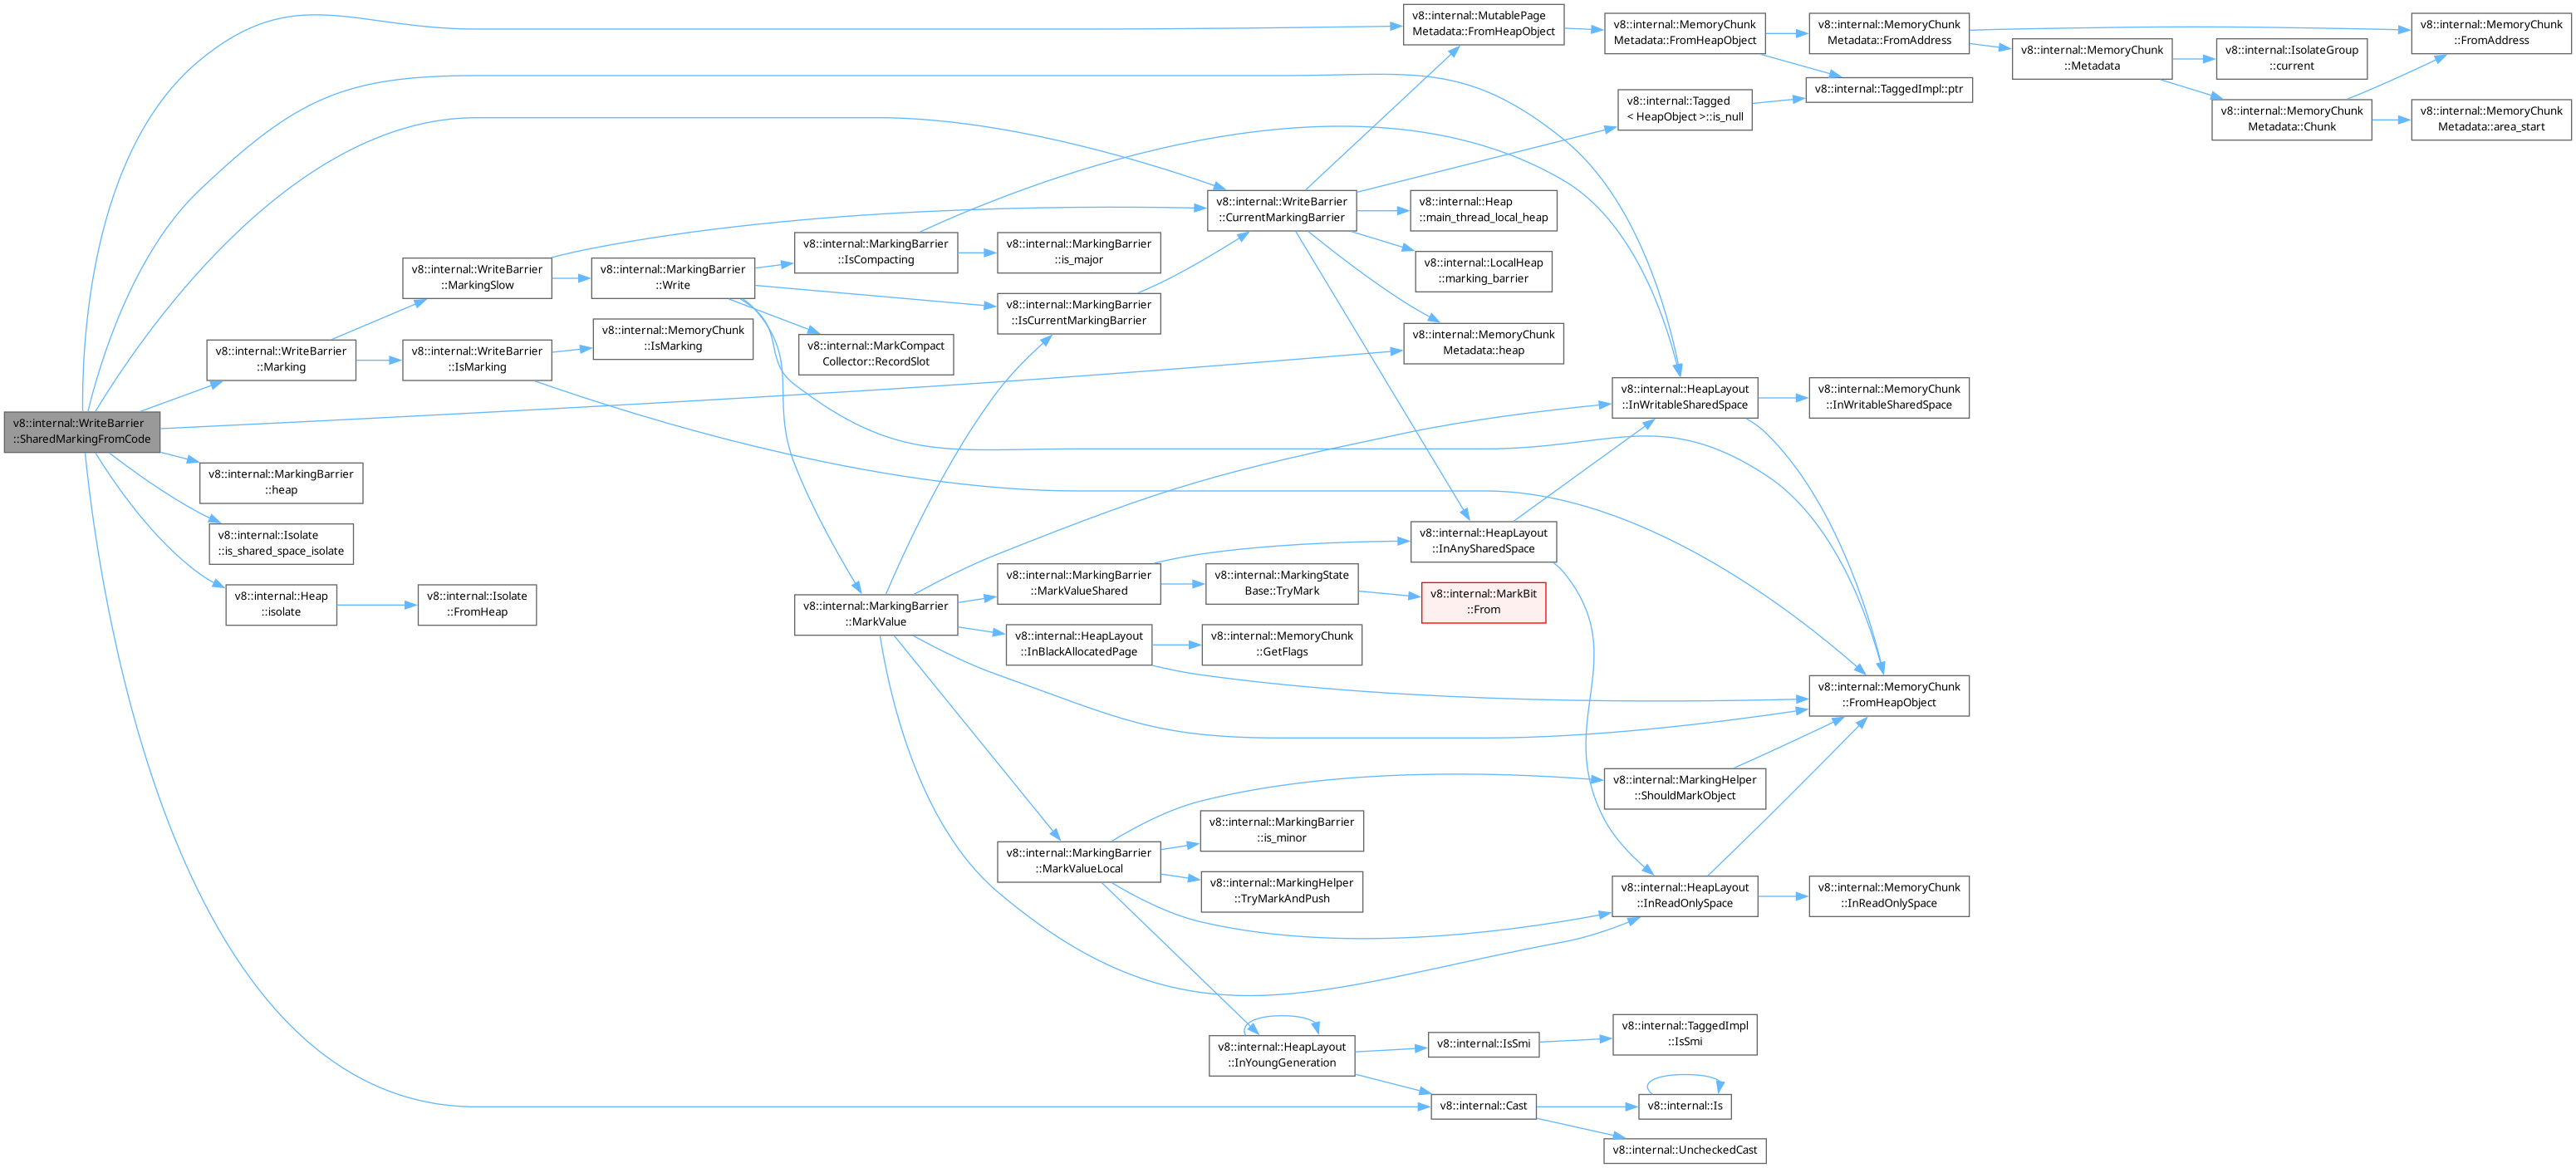 v8::internal::WriteBarrier
::SharedMarkingFromCode
v8::internal::WriteBarrier
::Marking
v8::internal::MarkingBarrier
::heap
v8::internal::Isolate
::is_shared_space_isolate
v8::internal::Heap
::isolate
v8::internal::WriteBarrier
::MarkingSlow
v8::internal::WriteBarrier
::IsMarking
v8::internal::Isolate
::FromHeap
v8::internal::MarkingBarrier
::Write
v8::internal::MemoryChunk
::IsMarking
v8::internal::MarkingBarrier
::IsCompacting
v8::internal::MarkCompact
Collector::RecordSlot
v8::internal::MarkingBarrier
::MarkValue
v8::internal::MarkingBarrier
::is_major
v8::internal::MarkingBarrier
::IsCurrentMarkingBarrier
v8::internal::MarkingBarrier
::MarkValueShared
v8::internal::HeapLayout
::InBlackAllocatedPage
v8::internal::MarkingBarrier
::MarkValueLocal
v8::internal::WriteBarrier
::CurrentMarkingBarrier
v8::internal::MarkingState
Base::TryMark
v8::internal::MemoryChunk
::GetFlags
v8::internal::MarkingBarrier
::is_minor
v8::internal::MarkingHelper
::TryMarkAndPush
v8::internal::HeapLayout
::InYoungGeneration
v8::internal::MutablePage
Metadata::FromHeapObject
v8::internal::Heap
::main_thread_local_heap
v8::internal::LocalHeap
::marking_barrier
v8::internal::MemoryChunk
Metadata::heap
v8::internal::HeapLayout
::InAnySharedSpace
v8::internal::MarkBit
::From
v8::internal::IsSmi
v8::internal::Cast
v8::internal::MemoryChunk
Metadata::FromHeapObject
v8::internal::Tagged
< HeapObject >::is_null
v8::internal::HeapLayout
::InWritableSharedSpace
v8::internal::MarkingHelper
::ShouldMarkObject
v8::internal::HeapLayout
::InReadOnlySpace
v8::internal::TaggedImpl
::IsSmi
v8::internal::Is
v8::internal::UncheckedCast
v8::internal::MemoryChunk
Metadata::FromAddress
v8::internal::TaggedImpl::ptr
v8::internal::MemoryChunk
::InWritableSharedSpace
v8::internal::MemoryChunk
::FromHeapObject
v8::internal::MemoryChunk
::InReadOnlySpace
v8::internal::MemoryChunk
::Metadata
v8::internal::IsolateGroup
::current
v8::internal::MemoryChunk
Metadata::Chunk
v8::internal::MemoryChunk
::FromAddress
v8::internal::MemoryChunk
Metadata::area_start